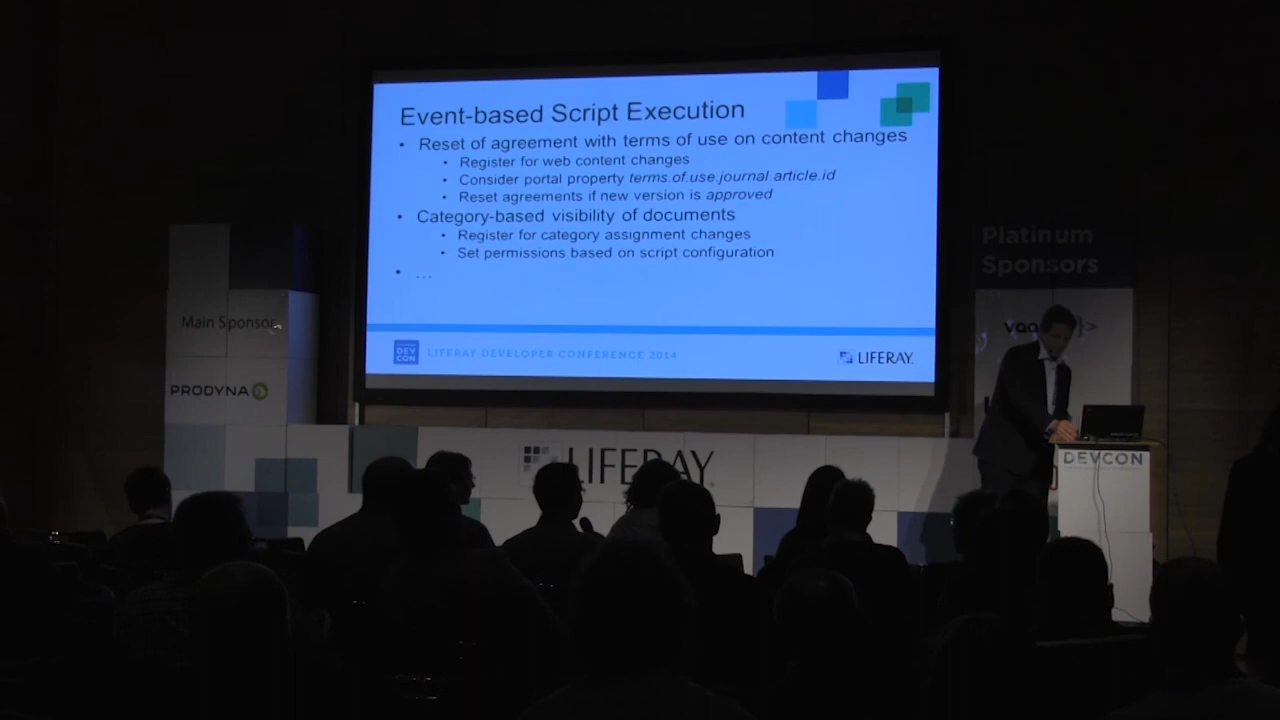 Event-based Script Execution
• Reset of agreement with terms of use on content changes
• Register for web content changes
• Consider portal property terms.of.use.journal.article.id
• Reset agreements if new version is approved
• Category-based visibility of documents
• Register for category assignment changes
• Set permissions based on script configuration
• ...
DEV
CON
LIFERAY DEVELOPER CONFERENCE 2014
LIFERAY.
Platinum
Sponsors
Main Sponsor
PRODYNA
LIFERAY
DEVCON